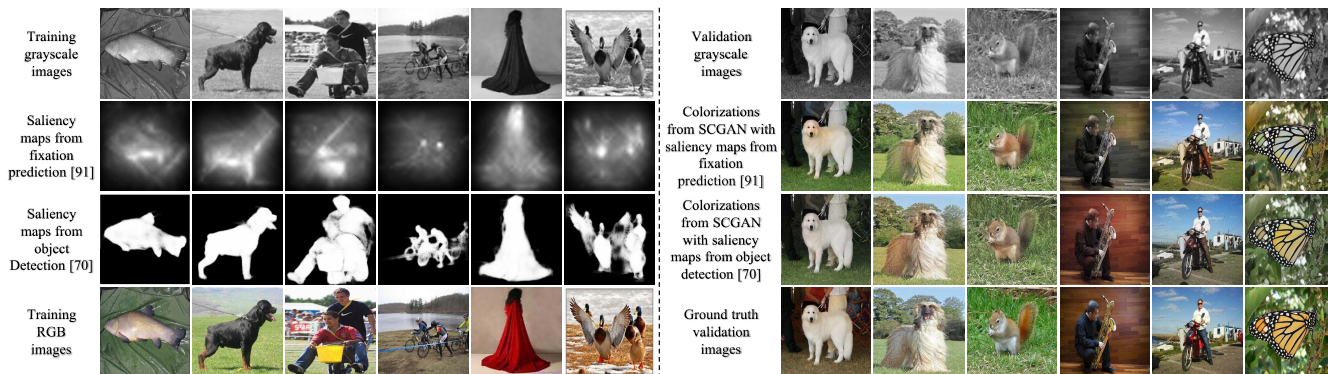 Training
grayscale
images
Saliency
maps from
fixation
prediction [91]
Saliency
maps from
object
Detection [70]
Training
RGB
images
Validation
grayscale
images
Colorizations
from SCGAN with
saliency maps from
fixation
prediction [91]
Colorizations
from SCGAN
with saliency
maps from object
detection [70]
Ground truth
validation
images